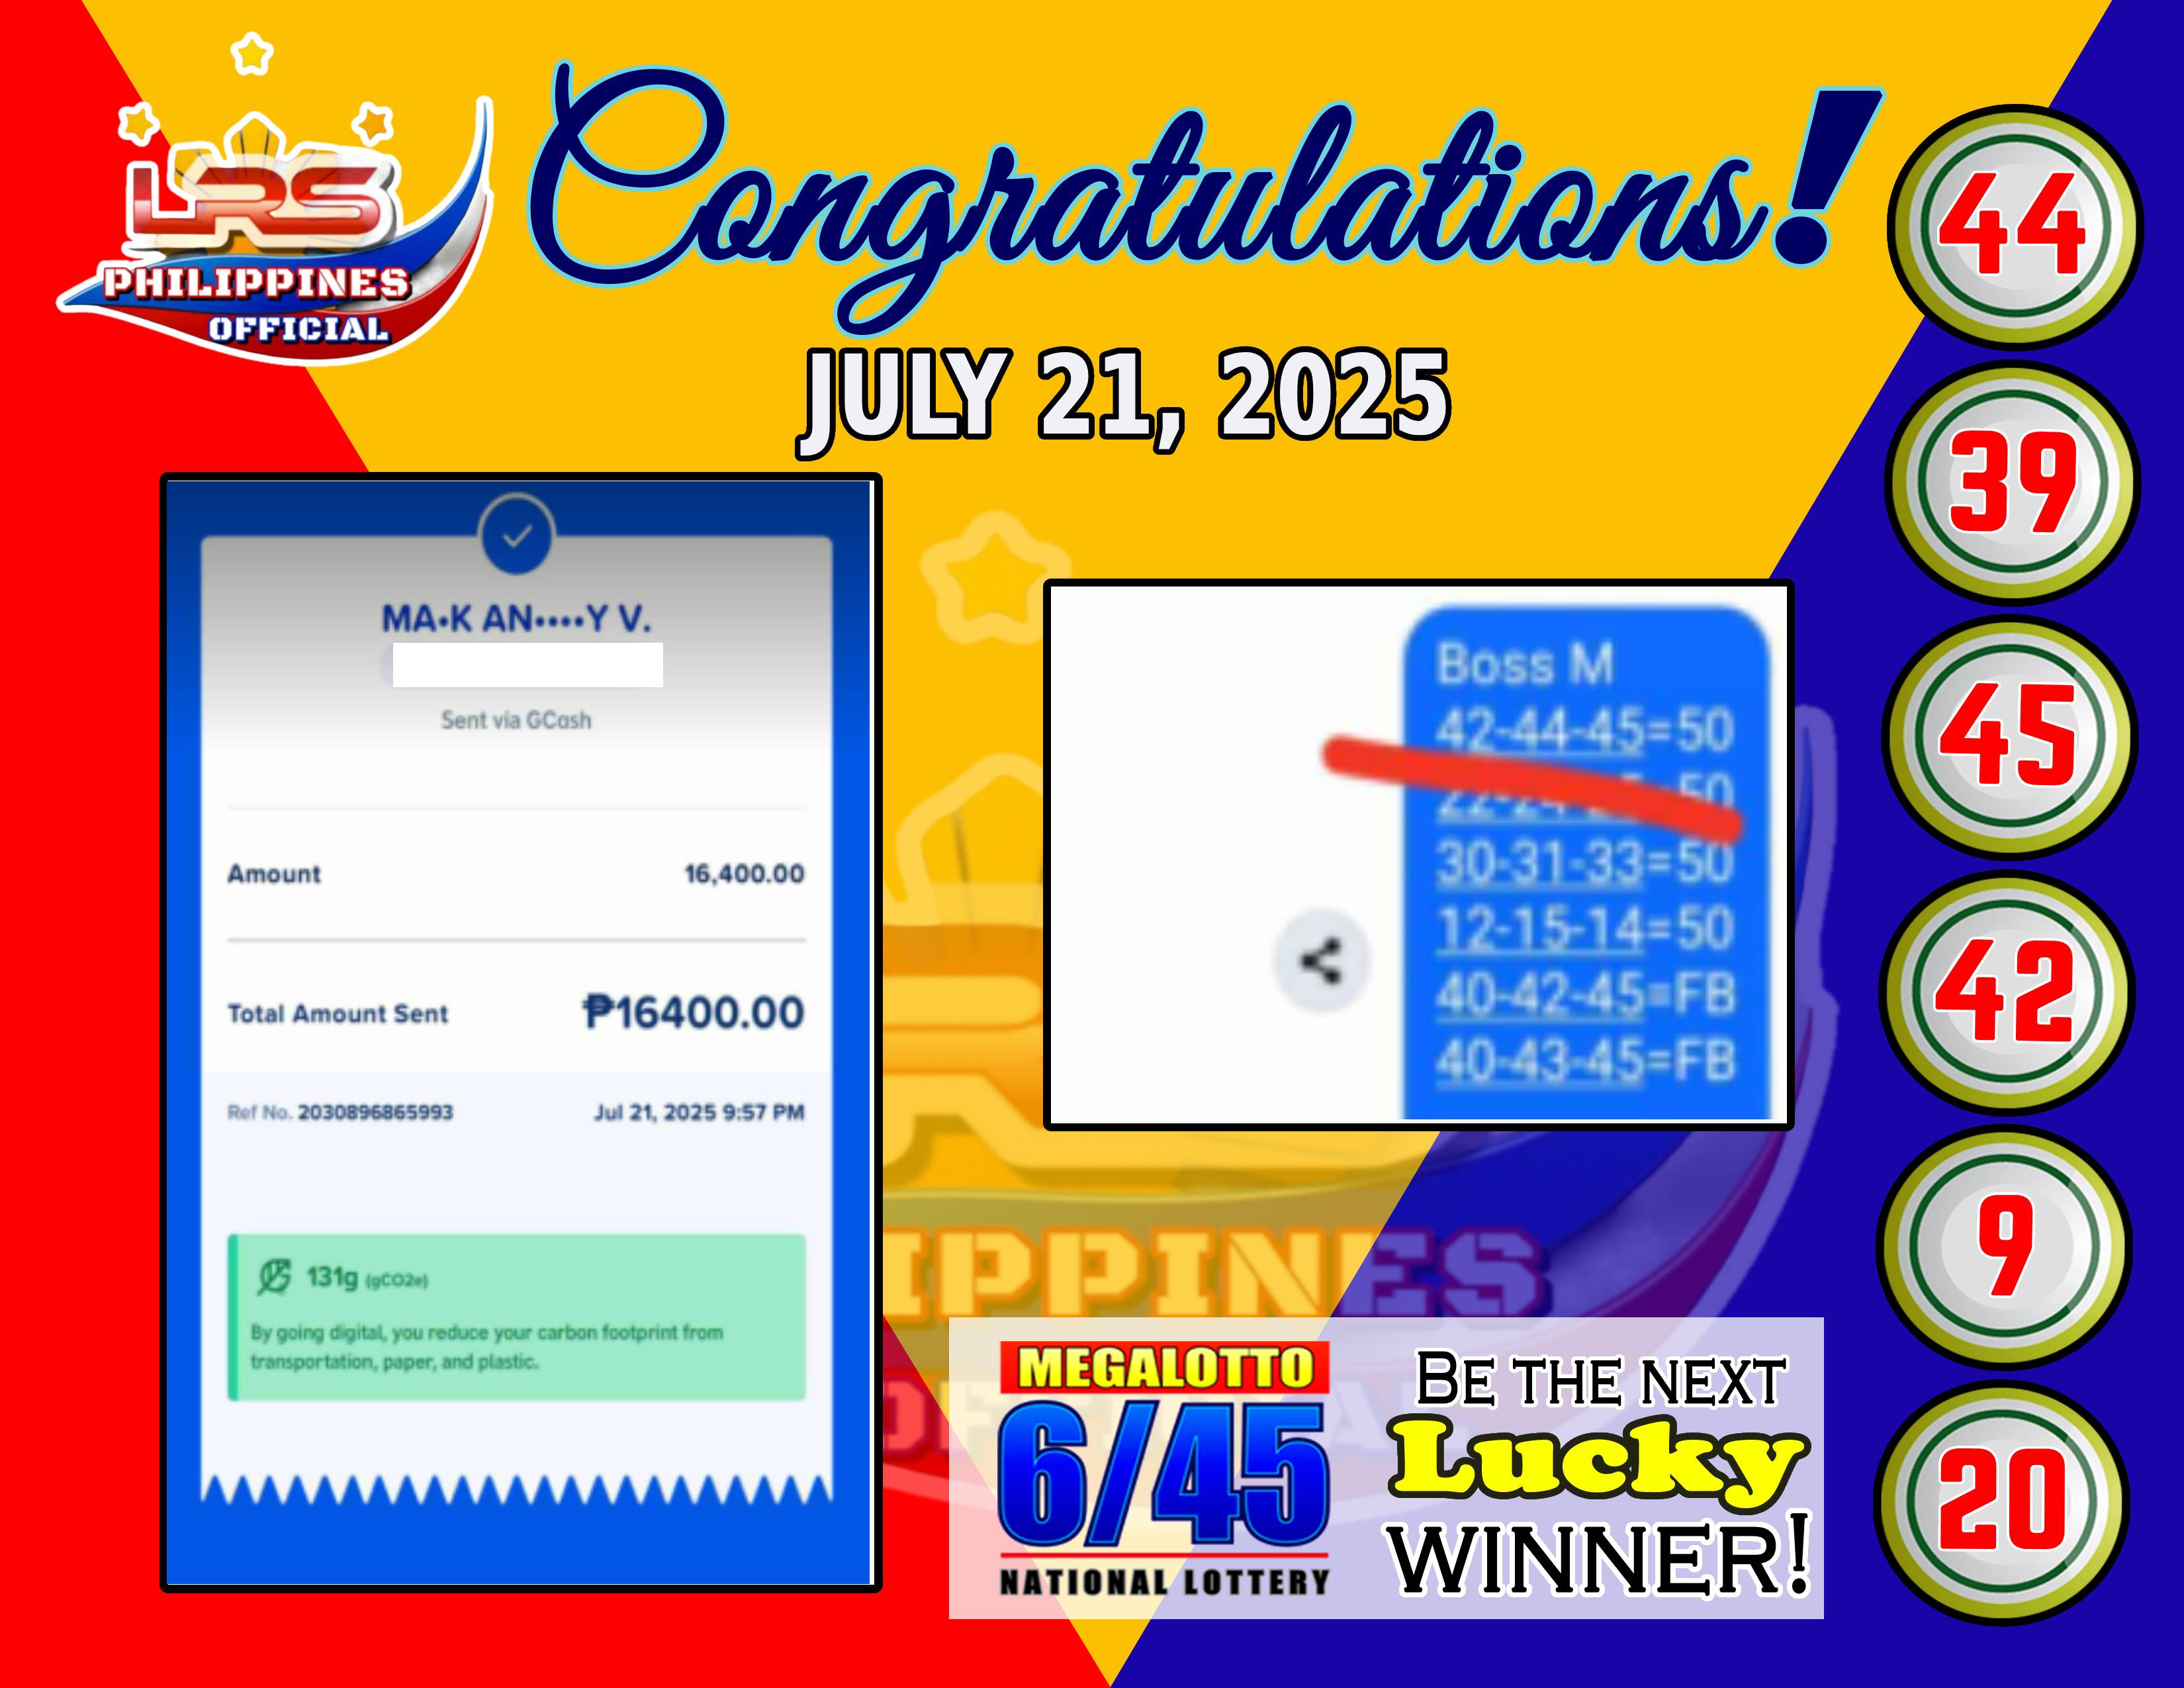 LRS
PHILIPPINES
OFFICIAL
Congratulations!
JULY 21, 2025
MA•K AN••••Y V.
Sent via GCash
Amount 16,400.00
Total Amount Sent ₱16400.00
Ref No. 2030896865993 Jul 21, 2025 9:57 PM
131g (gCO2e)
By going digital, you reduce your carbon footprint from
transportation, paper, and plastic.
Boss M
42-44-45=50
=50
30-31-33=50
12-15-14=50
40-42-45=FB
40-43-45=FB
44
39
45
42
9
20
IPPINES
MEGALOTTO
6/45
NATIONAL LOTTERY
BE THE NEXT
Lucky
WINNER!